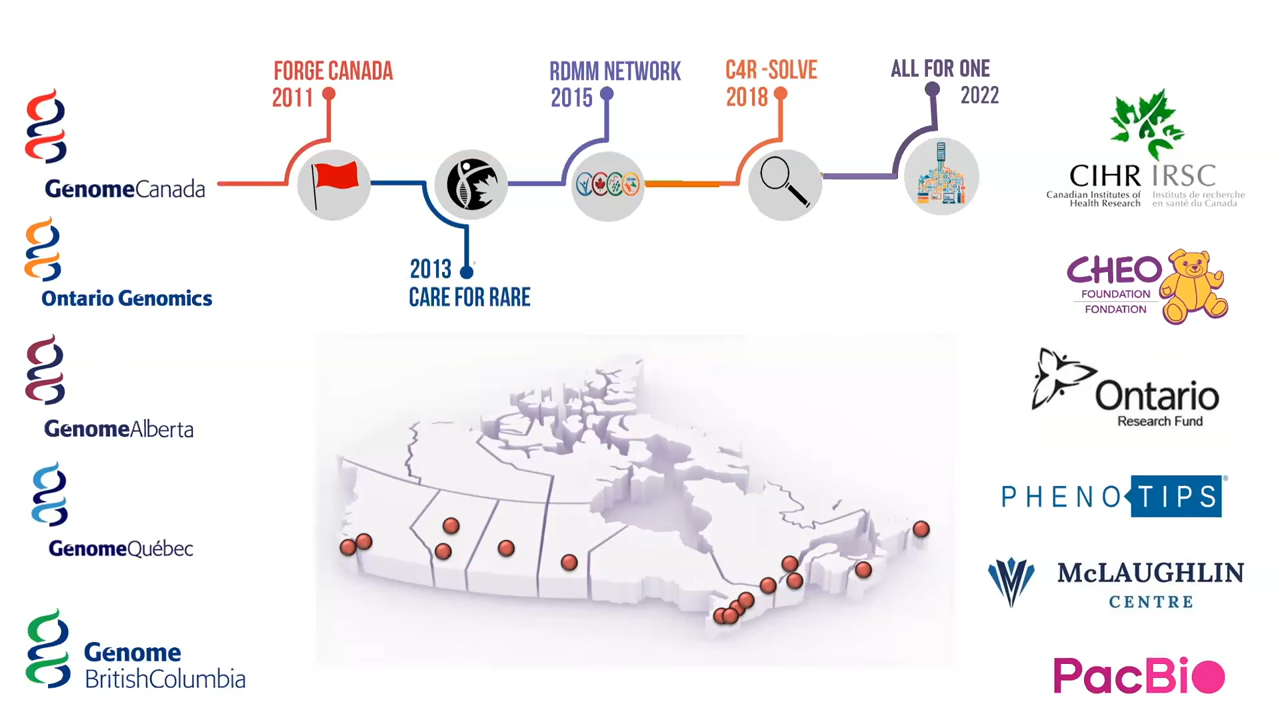 FORGE CANADA
2011
RDMM NETWORK
2015
C4R -SOLVE
2018
ALL FOR ONE
2022
2013
CARE FOR RARE
GenomeCanada
Ontario Genomics
GenomeAlberta
GenomeQuébec
Genome
BritishColumbia
CIHR IRSC
Canadian Institutes of Instituts de recherche
Health Research en santé du Canada
CHEO
FOUNDATION
FONDATION
Ontario
Research Fund
PHENOTIPS®
McLAUGHLIN
CENTRE
PacBio